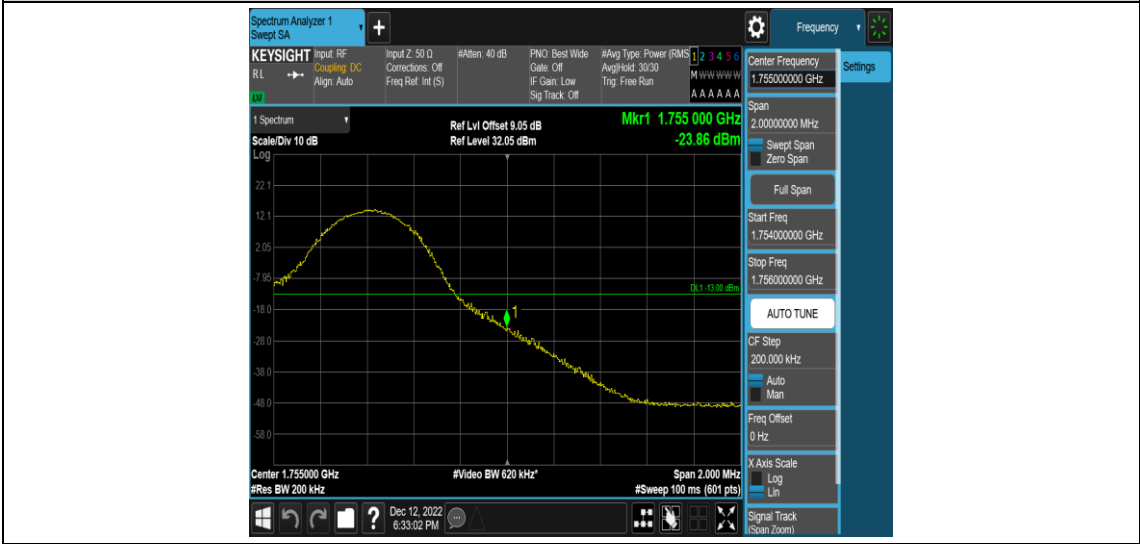 Spectrum Analyzer 1
Swept SA
+
Frequency
KEYSIGHT
RL
Input: RF
Coupling: DC
Align: Auto
Input Z: 50 Ω
Corrections: Off
Freq Ref: Int (S)
#Atten: 40 dB
PNO: Best Wide
Gate: Off
IF Gain: Low
Sig Track: Off
#Avg Type: Power (RMS
Avg|Hold: 30/30
Trig: Free Run
1 2 3 4 5 6
M W W W W W
A A A A A A
1 Spectrum
Scale/Div 10 dB
Log
Ref Lvl Offset 9.05 dB
Ref Level 32.05 dBm
Mkr1 1.755 000 GHz
-23.86 dBm
22.1
12.1
2.05
-7.95
-18.0
-28.0
-38.0
-48.0
-58.0
DL1 -13.00 dBm
1
Center 1.755000 GHz
#Res BW 200 kHz
#Video BW 620 kHz*
Span 2.000 MHz
#Sweep 100 ms (601 pts)
?
Dec 12, 2022
6:33:02 PM
Center Frequency
1.755000000 GHz
Settings
Span
2.00000000 MHz
Swept Span
Zero Span
Full Span
Start Freq
1.754000000 GHz
Stop Freq
1.756000000 GHz
AUTO TUNE
CF Step
200.000 kHz
Auto
Man
Freq Offset
0 Hz
X Axis Scale
Log
Lin
Signal Track
(Span Zoom)